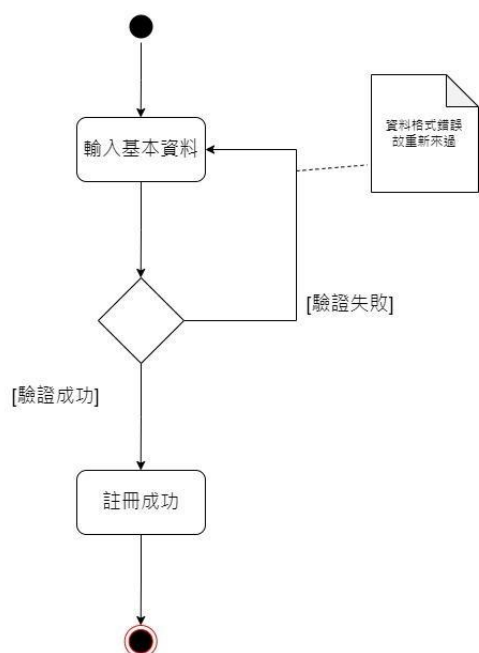 資料格式錯誤
故重新來過
輸入基本資料
[驗證失敗]
[驗證成功]
註冊成功